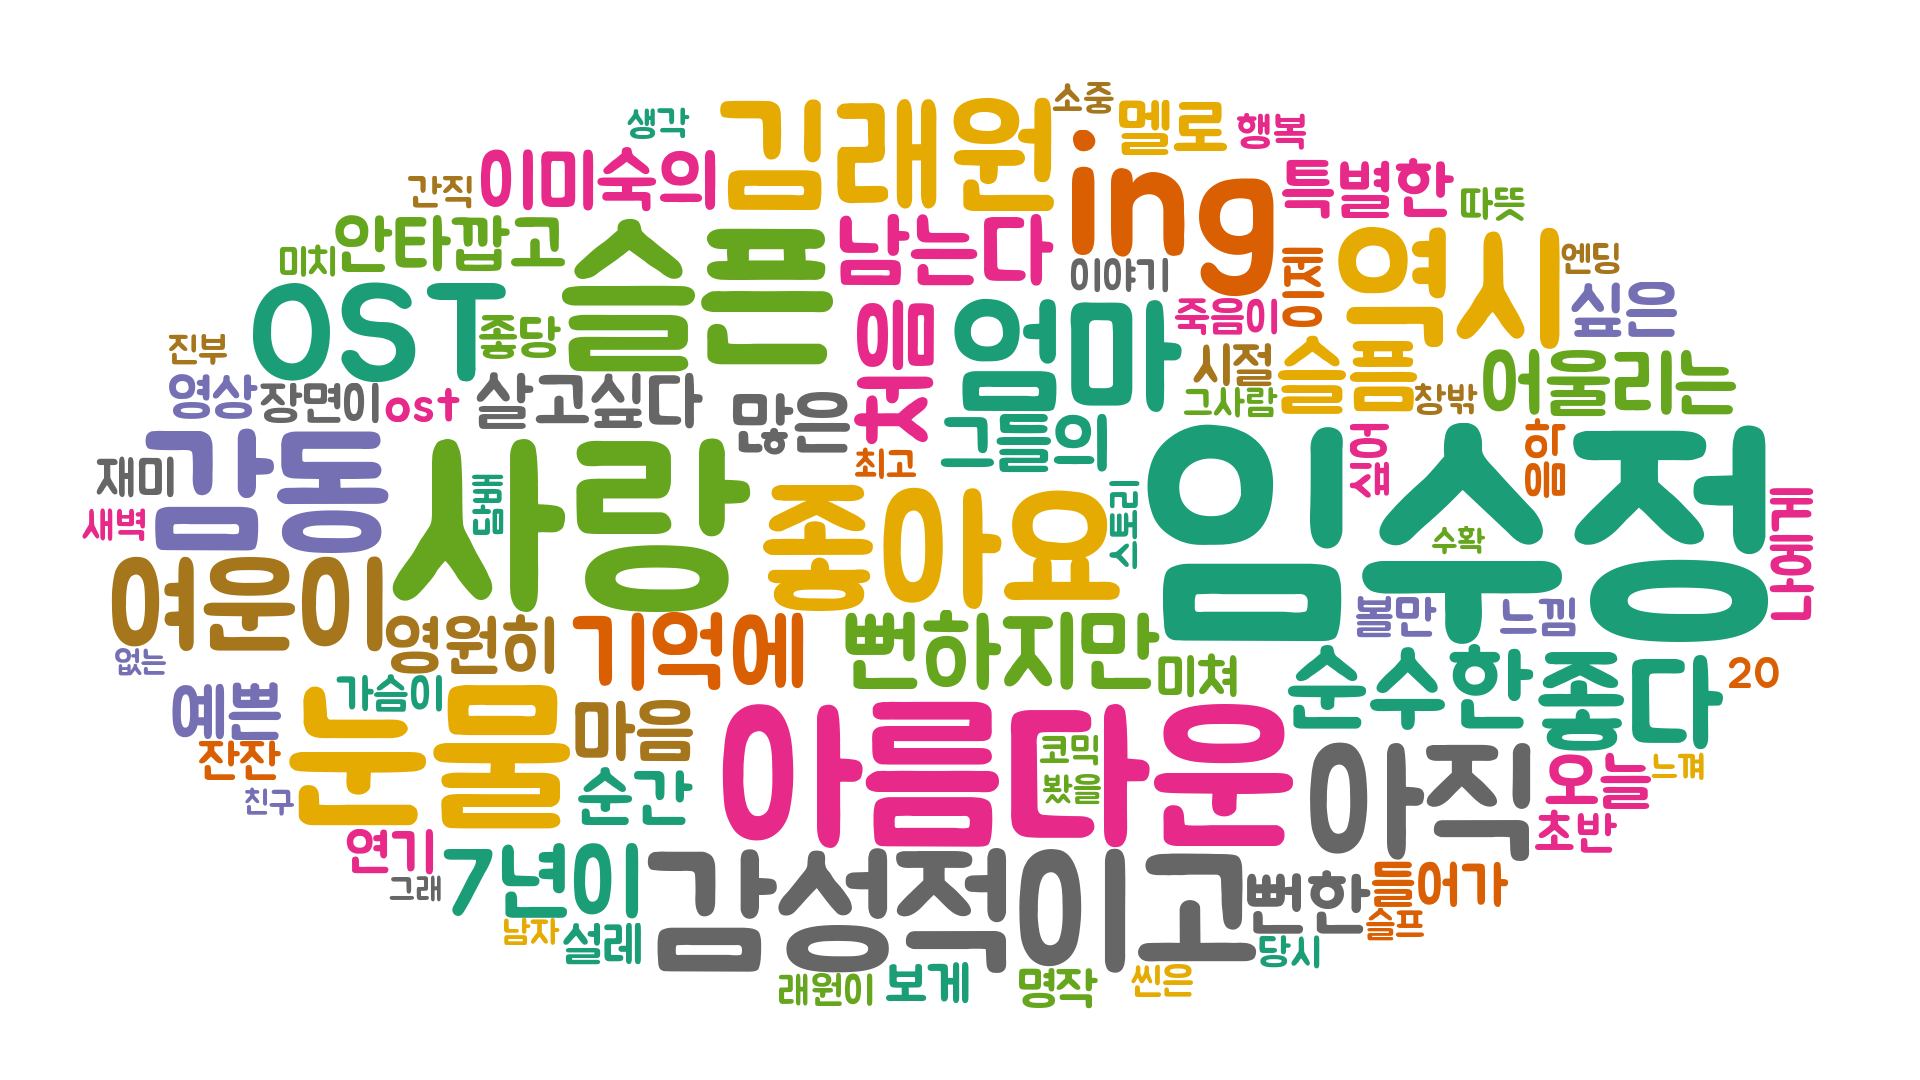 소중
생각
김래원
멜로
행복
ing
이미숙의
특별한
간직
따뜻
안타깝고
슬픈
남는다
역시
미치
이야기
엔딩
OST
좋당
처음
엄마
죽음이
정응
싶은
진부
시절
슬픔
어울리는
영상
장면이
ost
살고싶다
많은
그사람
창밖
그들의
감동
사랑
최고
임수정
영상
하음
재미
좋아요
스토리
수확
새벽
여운이
영원히
기억에
뻔하지만
미쳐
볼만
느낌
없는
가슴이
순수한
좋다
20
예쁜
눈물
마음
아름다운
코믹
봤을
아직
잔잔
순간
오늘
느껴
친구
초반
연기
7년이
감성적이고
뻔한
들어가
그래
슬프
남자
설레
당시
래원이
보게
명작
씬은